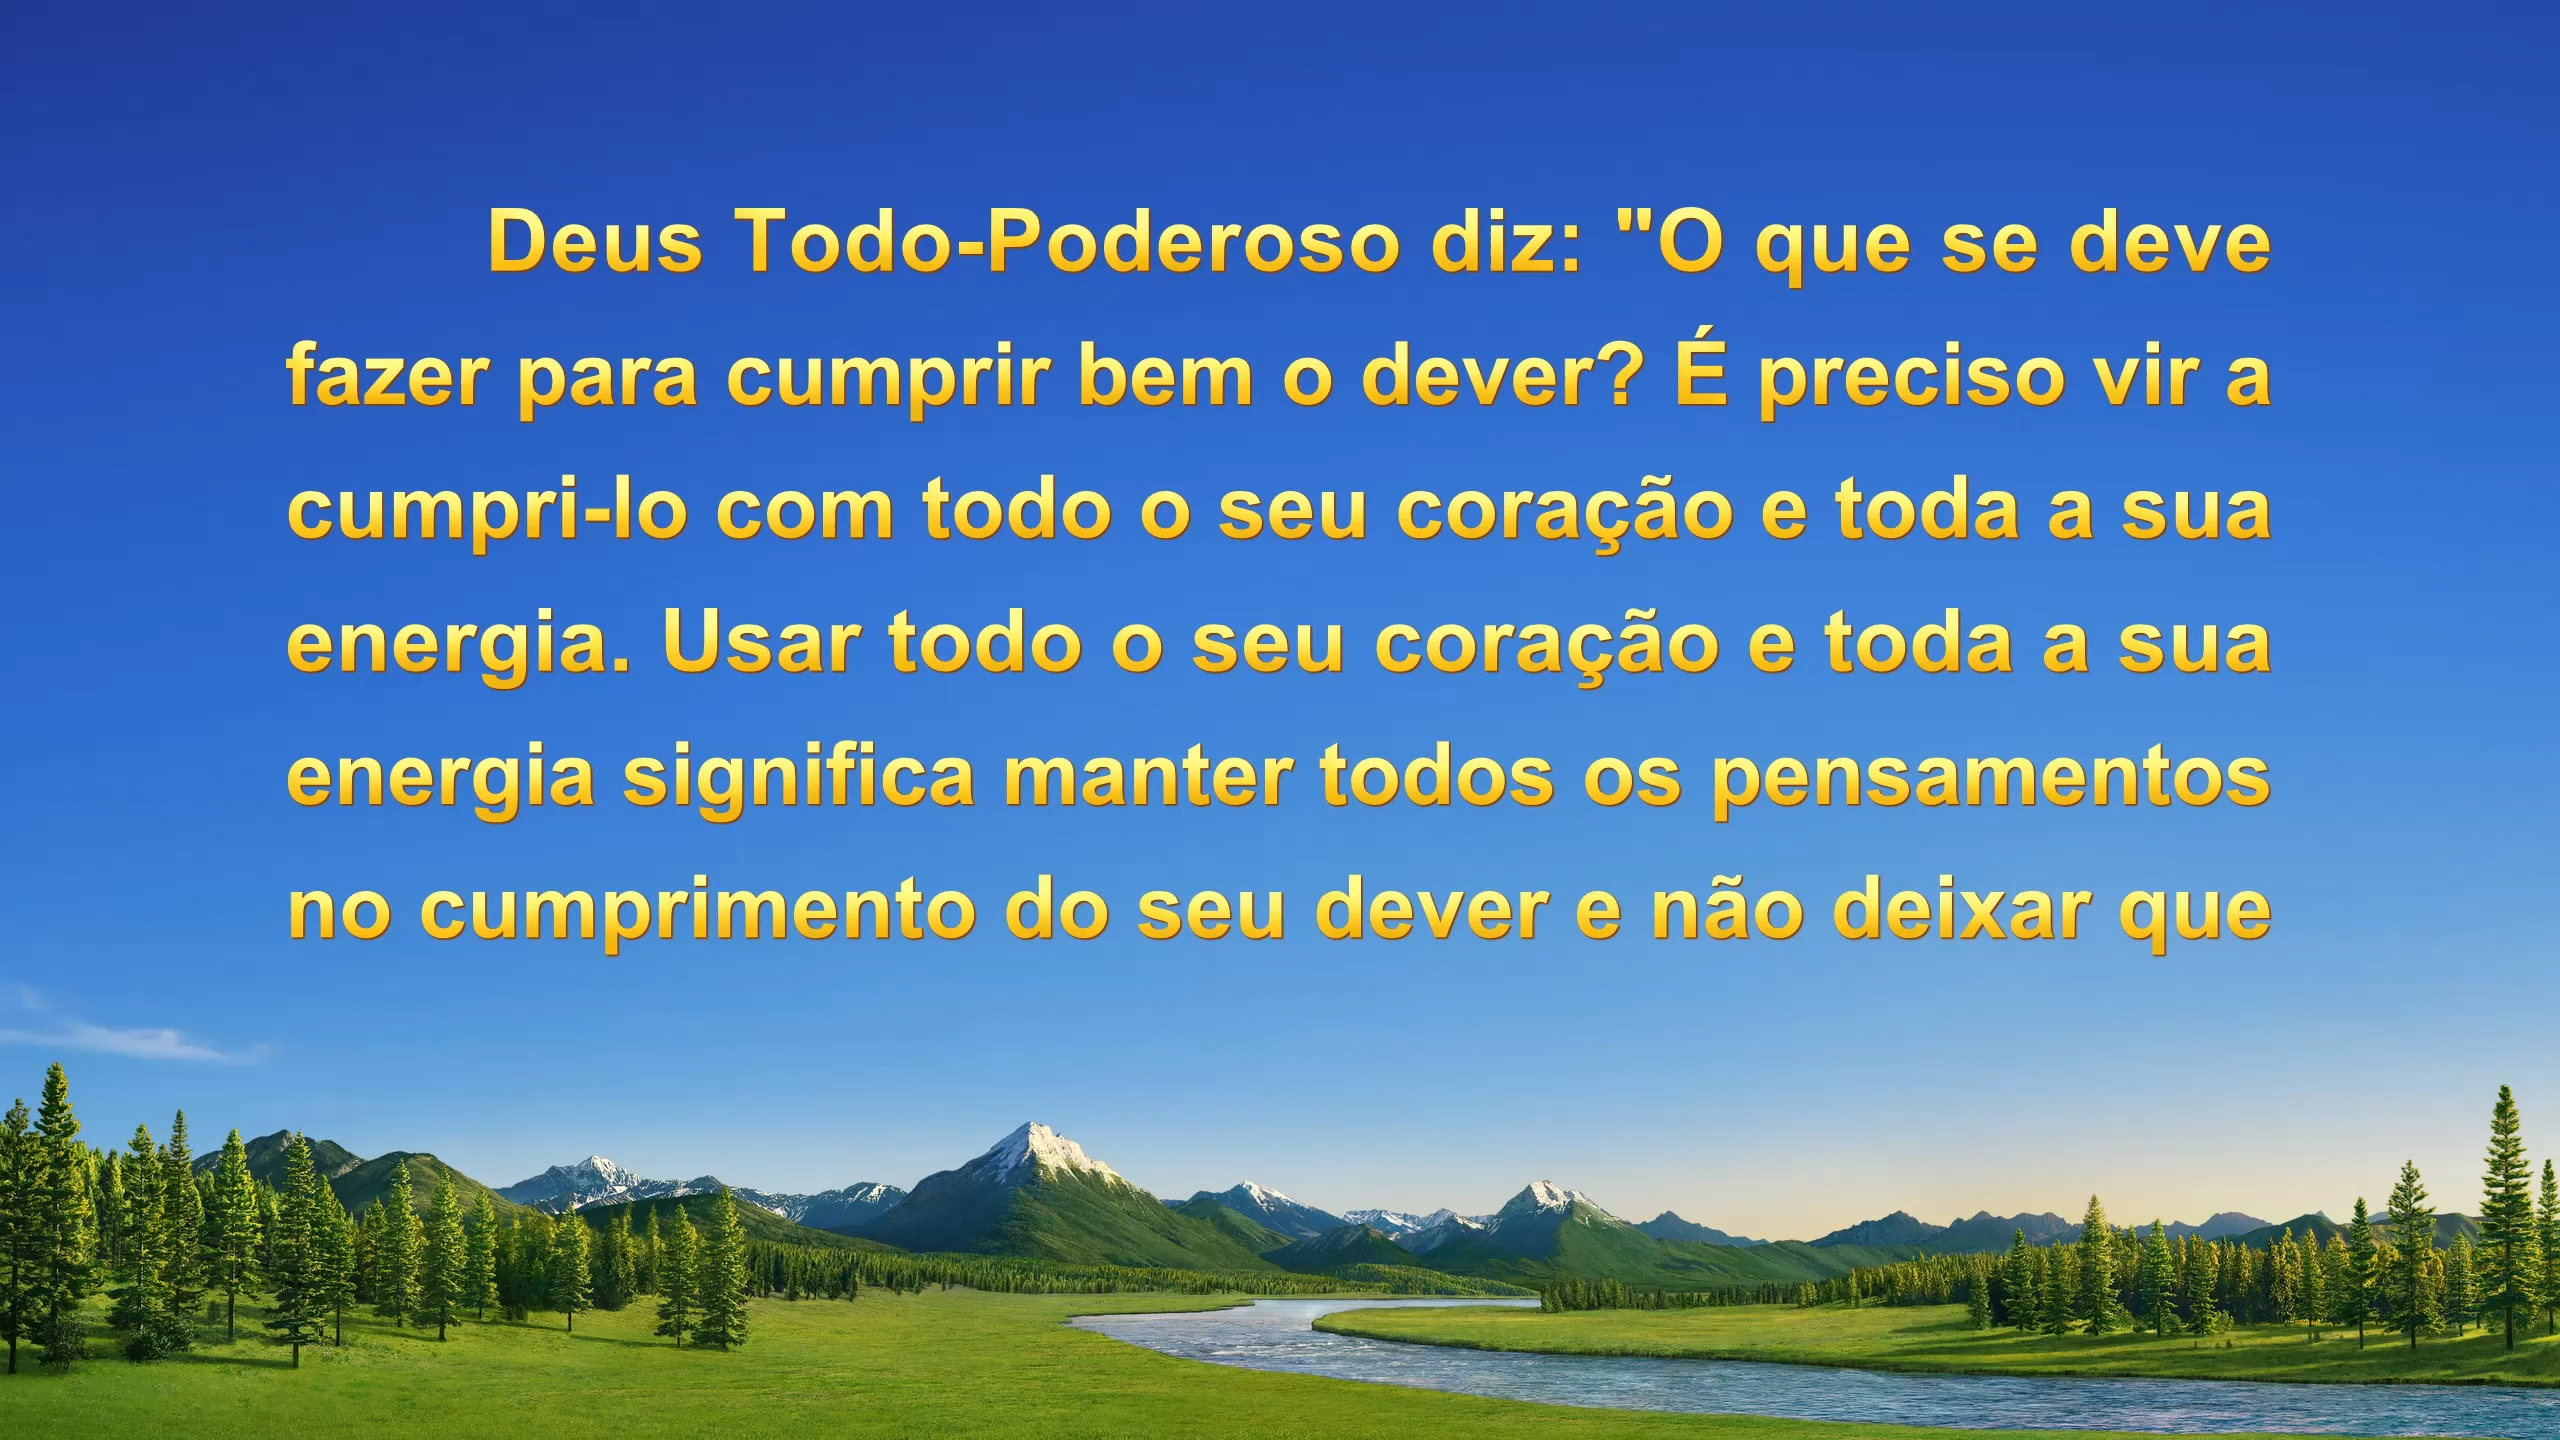 Deus Todo-Poderoso diz: "O que se deve
fazer para cumprir bem o dever? É preciso vir a
cumpri-lo com todo o seu coração e toda a sua
energia. Usar todo o seu coração e toda a sua
energia significa manter todos os pensamentos
no cumprimento do seu dever e não deixar que